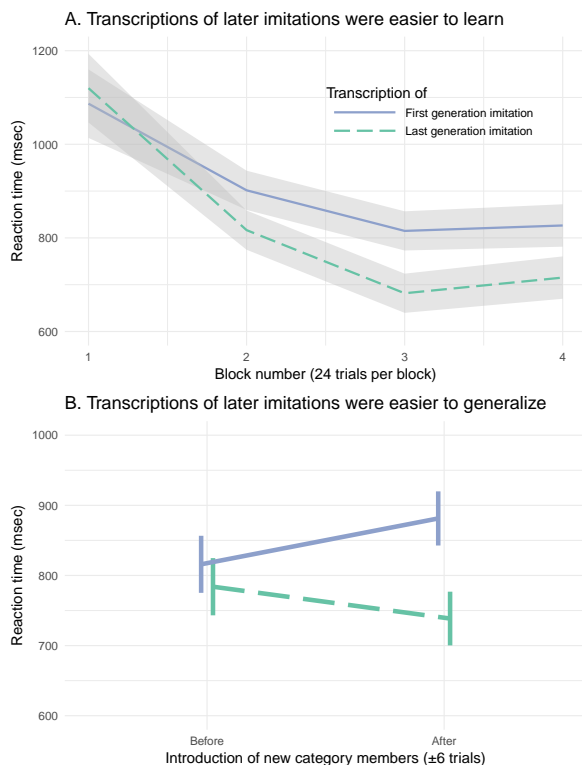 A. Transcriptions of later imitations were easier to learn
1200
1000
800
600
Reaction time (msec)
Transcription of
First generation imitation
Last generation imitation
1 2 3 4
Block number (24 trials per block)
B. Transcriptions of later imitations were easier to generalize
1000
900
800
700
600
Reaction time (msec)
Before After
Introduction of new category members (±6 trials)